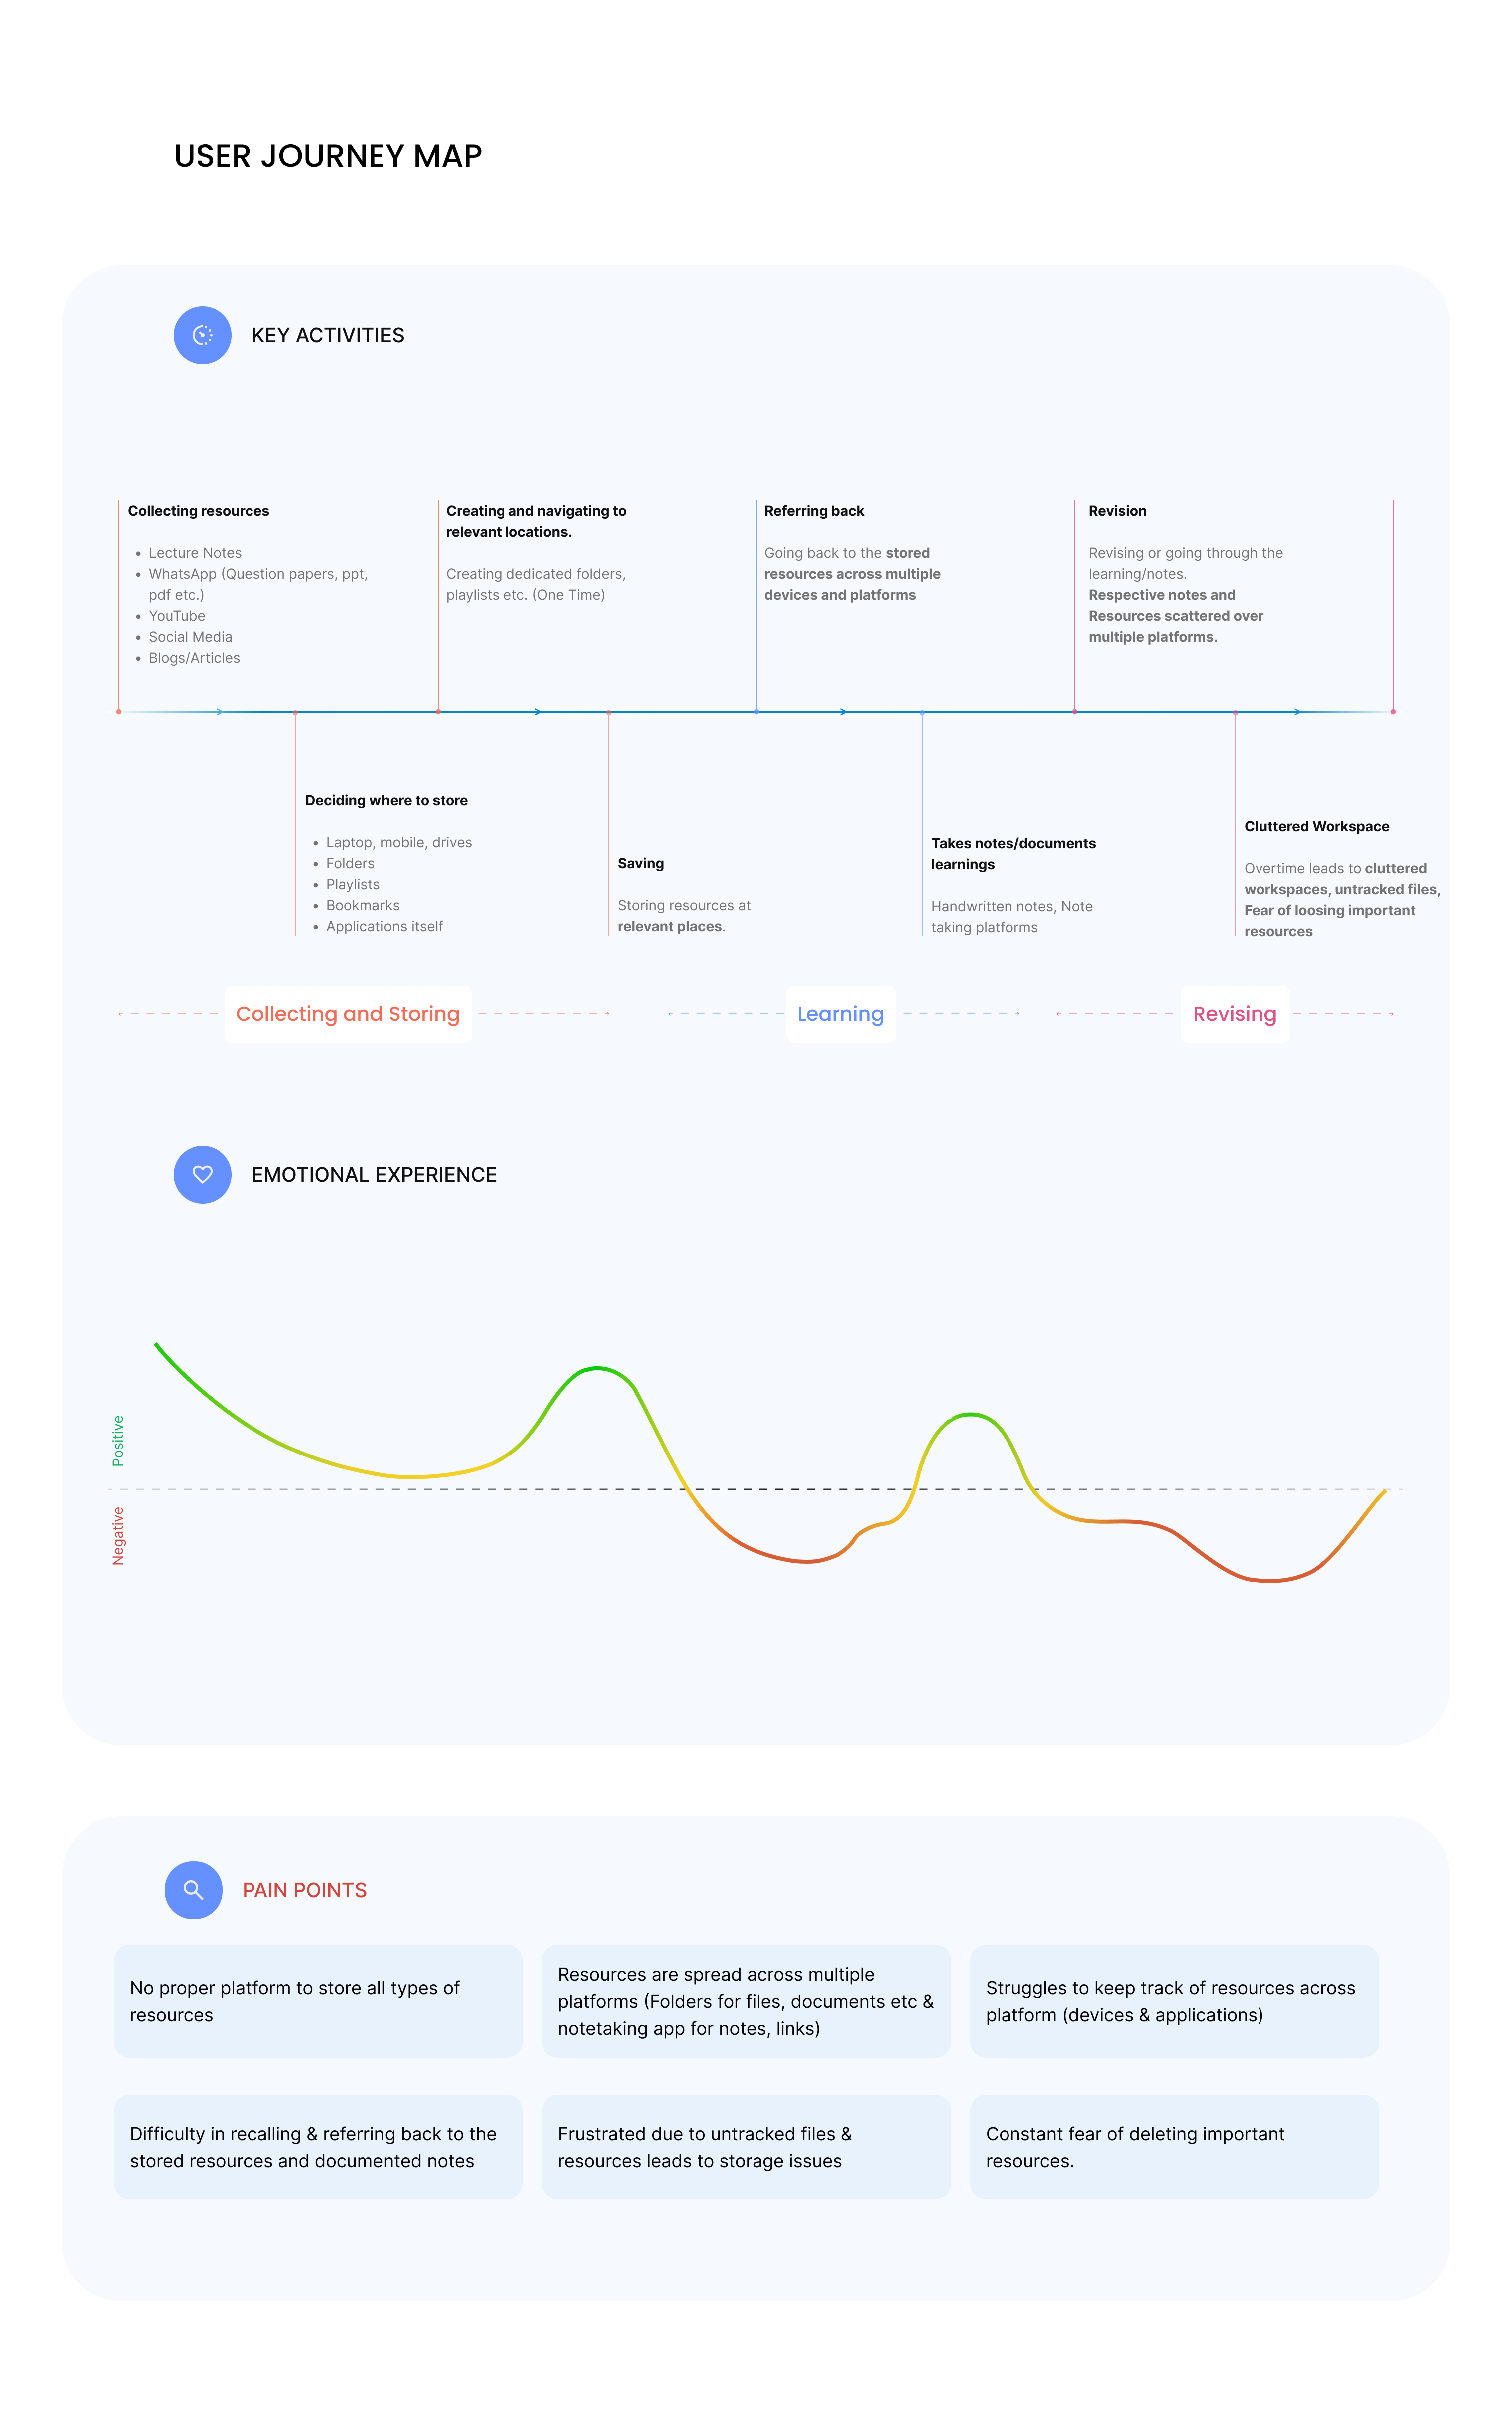 USER JOURNEY MAP
KEY ACTIVITIES
Collecting resources
Lecture Notes
WhatsApp (Question papers, ppt,
pdf etc.)
YouTube
Social Media
Blogs/Articles
Creating and navigating to
relevant locations.
Creating dedicated folders,
playlists etc. (One Time)
Referring back
Going back to the stored
resources across multiple
devices and platforms
Revision
Revising or going through the
learning/notes.
Respective notes and
Resources scattered over
multiple platforms.
Deciding where to store
Laptop, mobile, drives
Folders
Playlists
Bookmarks
Applications itself
Saving
Storing resources at
relevant places.
Takes notes/documents
learnings
Handwritten notes, Note
taking platforms
Cluttered Workspace
Overtime leads to cluttered
workspaces, untracked files,
Fear of loosing important
resources
Collecting and Storing
Learning
Revising
EMOTIONAL EXPERIENCE
Positive
Negative
PAIN POINTS
No proper platform to store all types of
resources
Resources are spread across multiple
platforms (Folders for files, documents etc &
notetaking app for notes, links)
Struggles to keep track of resources across
platform (devices & applications)
Difficulty in recalling & referring back to the
stored resources and documented notes
Frustrated due to untracked files &
resources leads to storage issues
Constant fear of deleting important
resources.